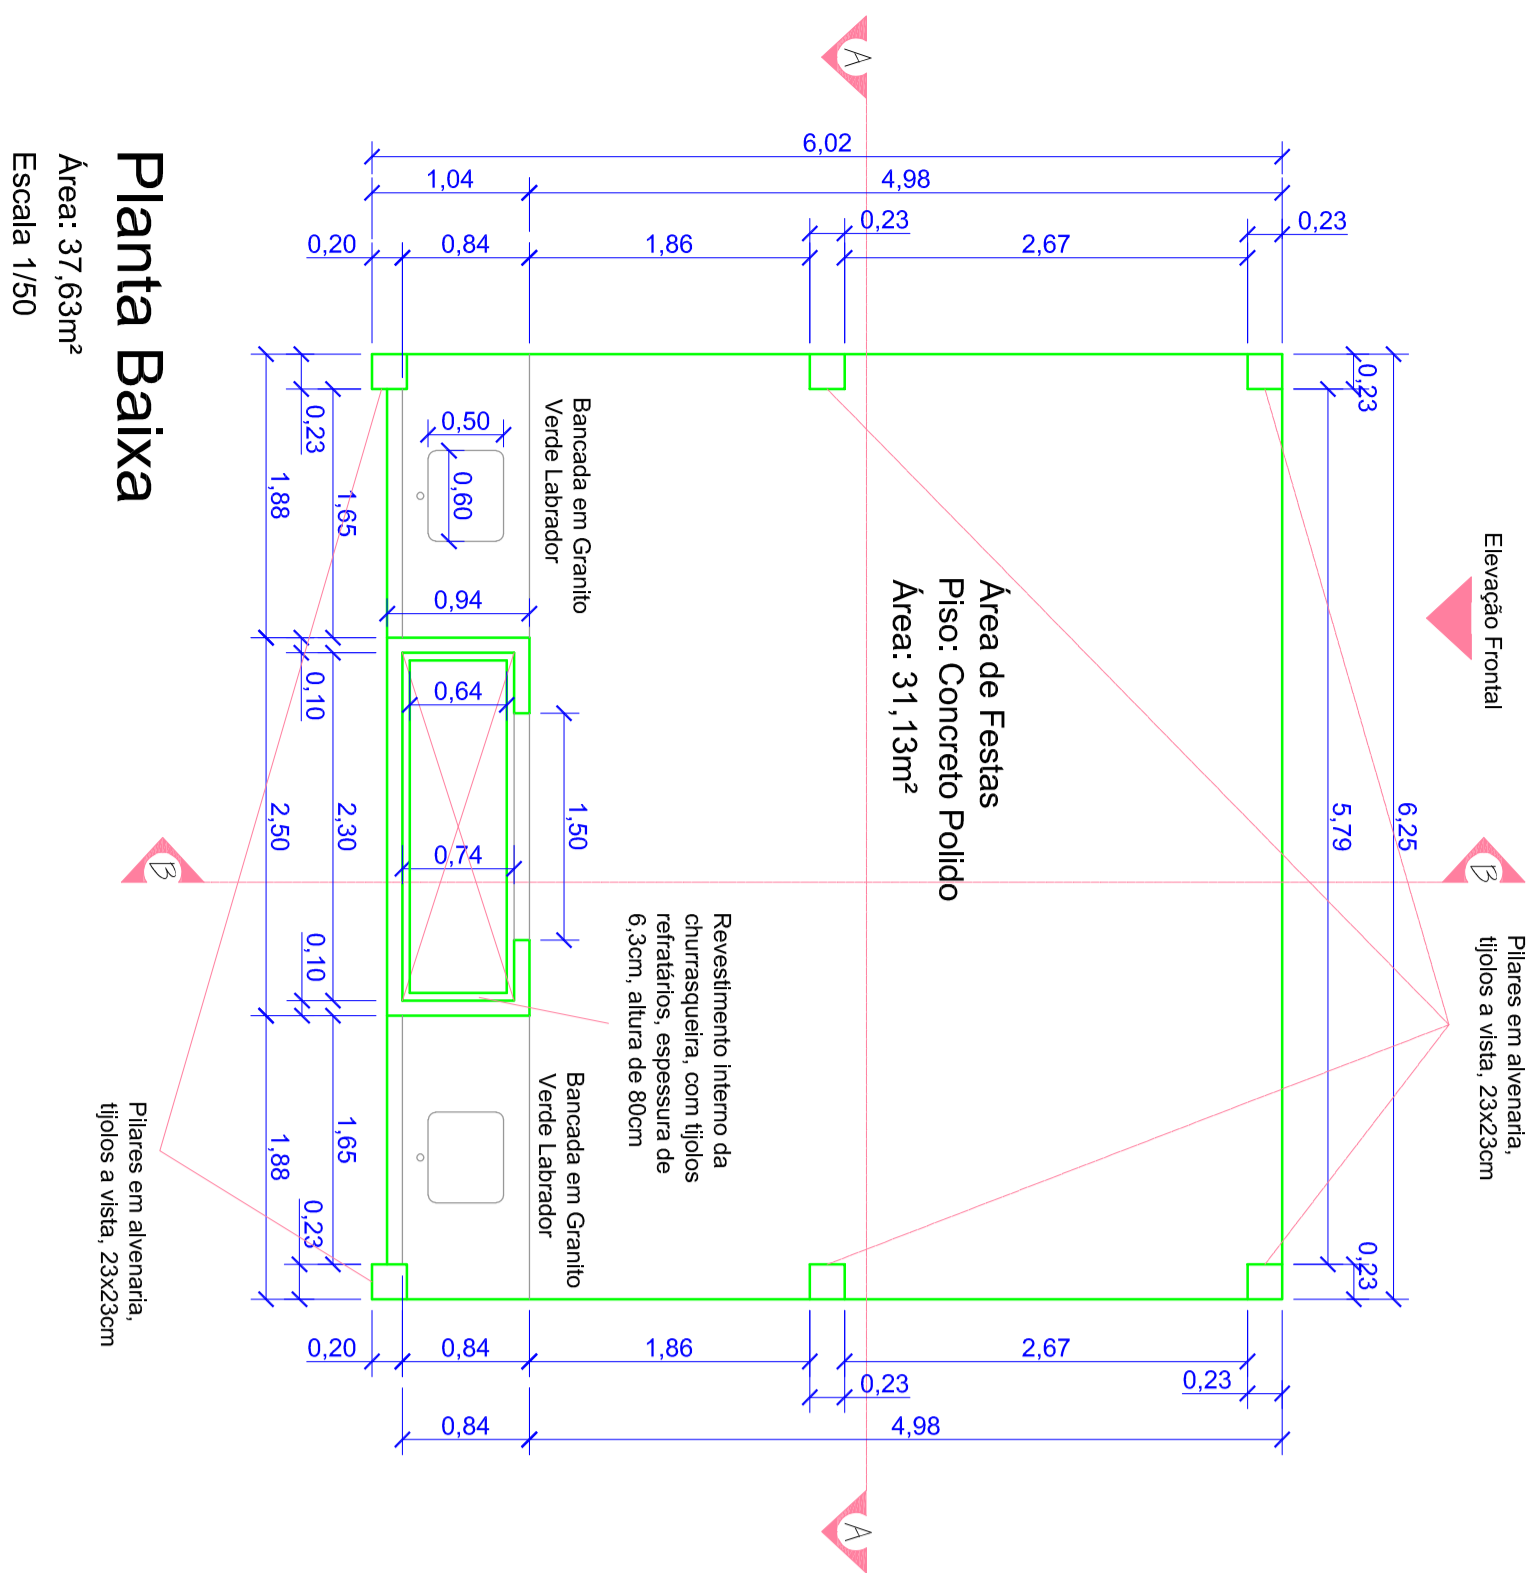 A
6,02
1,04
4,98
0,23
0,23
0,20
0,84
1,86
2,67
Planta Baixa
Área: 37,63m²
Escala 1/50
0,23
6,25
5,79
0,23
1,88
1,65
0,50
0,60
Bancada em Granito
Verde Labrador
Elevação Frontal
0,94
Área de Festas
Piso: Concreto Polido
Área: 31,13m²
0,10
0,64
1,50
2,50
2,30
0,74
B
B
Pilares em alvenaria,
tijolos a vista, 23x23cm
Revestimento interno da
churrasqueira, com tijolos
refratários, espessura de
6,3cm, altura de 80cm
0,10
Bancada em Granito
Verde Labrador
Pilares em alvenaria,
tijolos a vista, 23x23cm
1,88
1,65
0,23
0,23
0,20
0,84
1,86
2,67
0,23
0,23
0,84
4,98
A